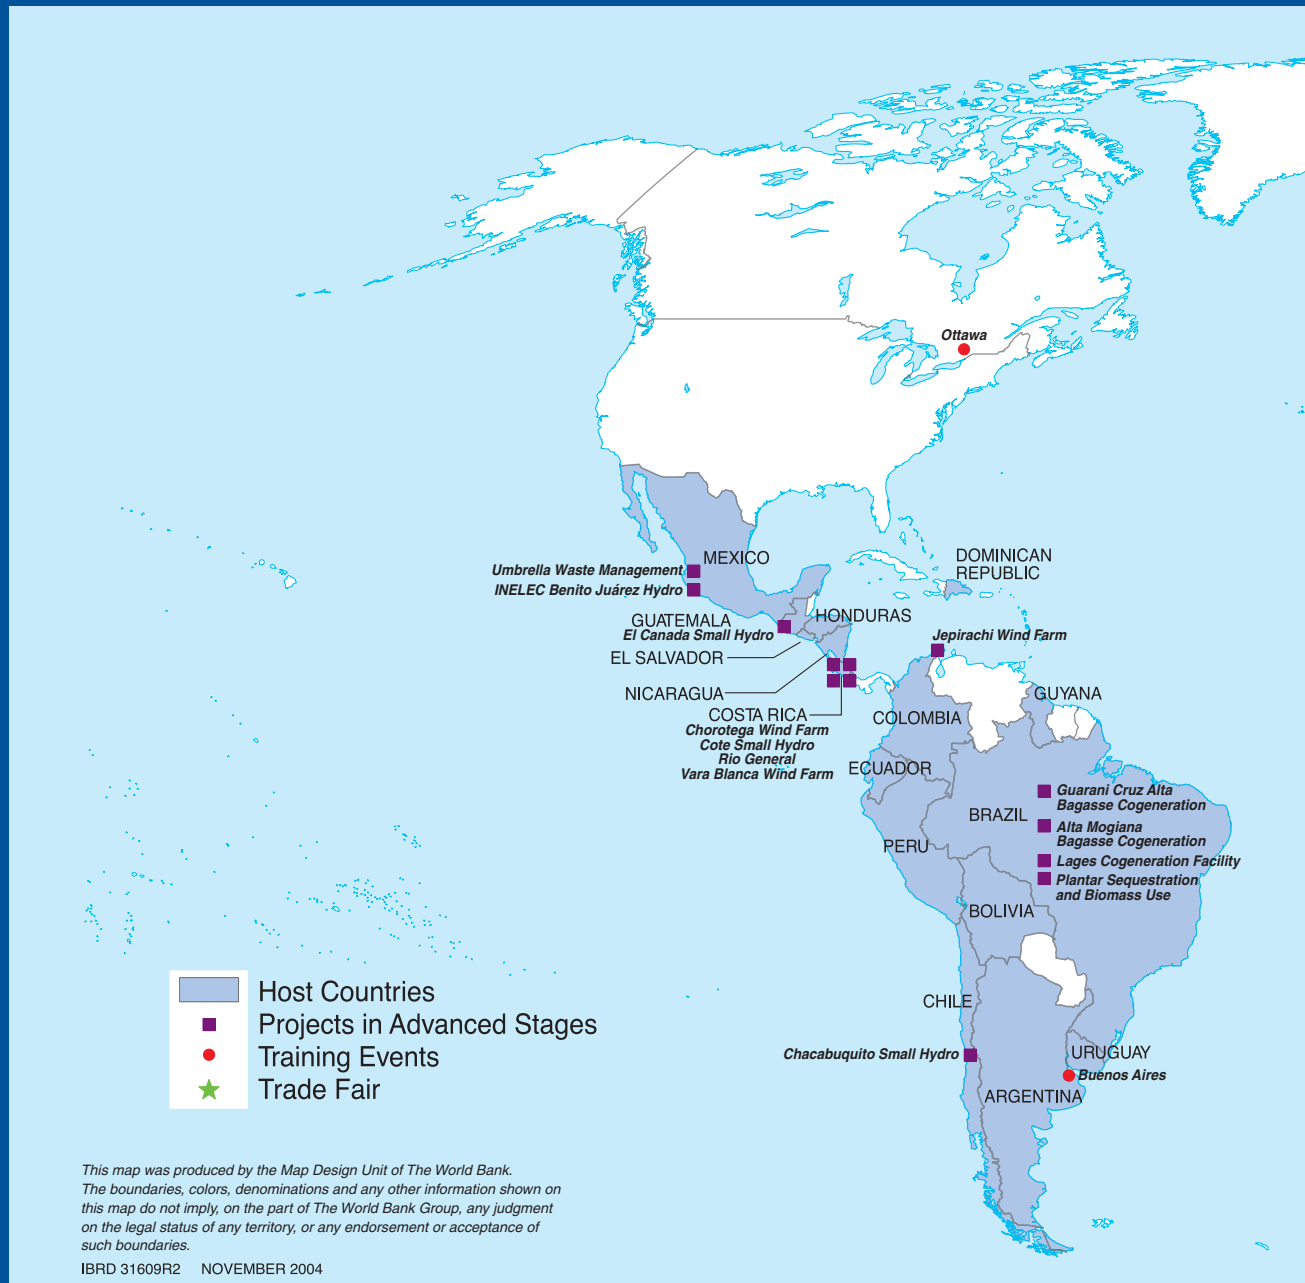 Ottawa
MEXICO
DOMINICAN
REPUBLIC
Umbrella Waste Management
INELEC Benito Juárez Hydro
GUATEMALA
HONDURAS
El Canada Small Hydro
Jepirachi Wind Farm
EL SALVADOR
NICARAGUA
GUYANA
COSTA RICA
COLOMBIA
Chorotega Wind Farm
Cote Small Hydro
Rio General
Vara Blanca Wind Farm
ECUADOR
Guarani Cruz Alta
Bagasse Cogeneration
BRAZIL
Alta Mogiana
Bagasse Cogeneration
PERU
Lages Cogeneration Facility
Plantar Sequestration
and Biomass Use
BOLIVIA
CHILE
Chacabuquito Small Hydro
URUGUAY
Buenos Aires
ARGENTINA
Host Countries
Projects in Advanced Stages
Training Events
Trade Fair
This map was produced by the Map Design Unit of The World Bank.
The boundaries, colors, denominations and any other information shown on
this map do not imply, on the part of The World Bank Group, any judgment
on the legal status of any territory, or any endorsement or acceptance of
such boundaries.
IBRD 31609R2 NOVEMBER 2004